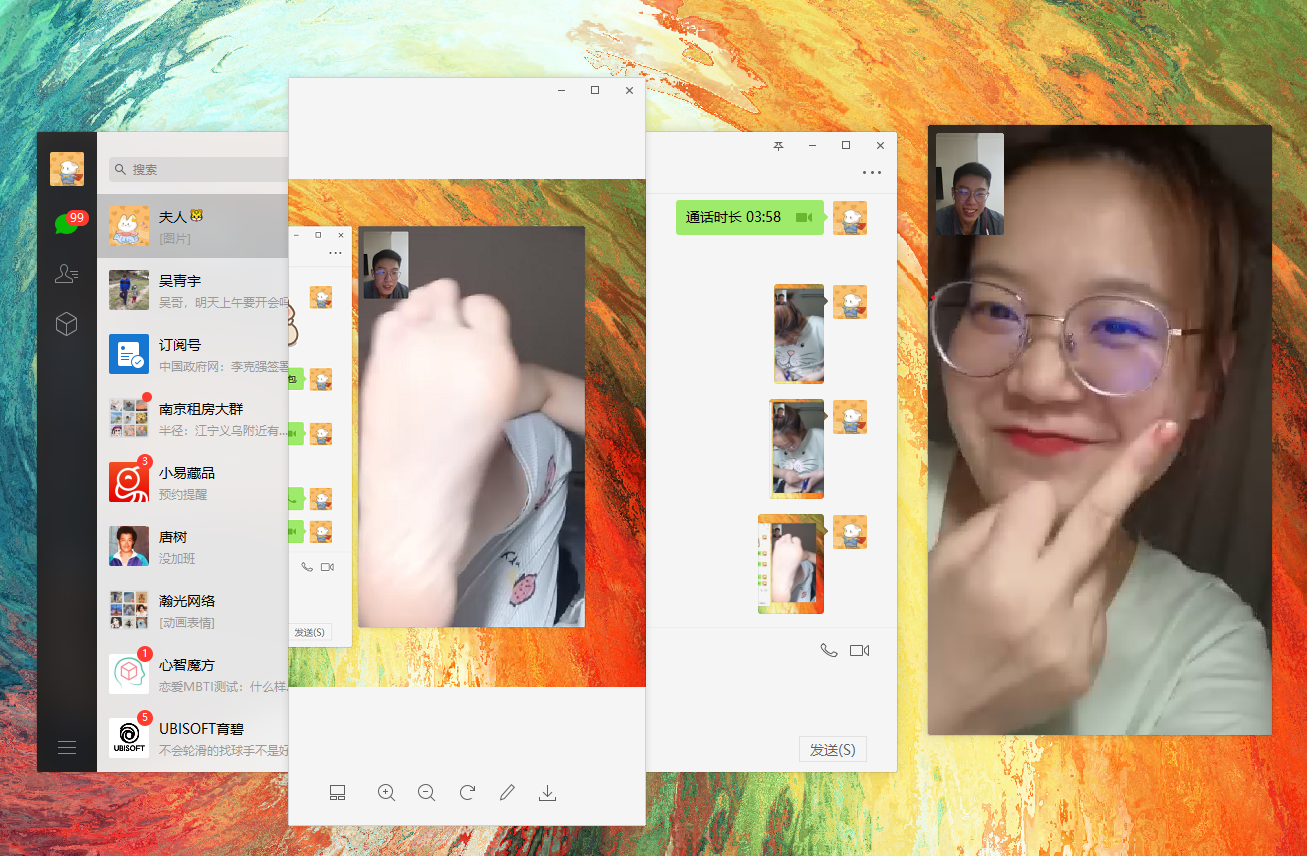 99
搜索
夫人
[图片]
吴青宇
吴哥，明天上午要开会吗
订阅号
中国政府网：李克强签署
南京租房大群
半径：江宁义乌附近有...
3
小易藏品
预约提醒
唐树
没加班
瀚光网络
[动画表情]
1
心智魔方
恋爱MBTI测试：什么样
5
UBISOFT
UBISOFT育碧
不会轮滑的找球手不是好
包
发送(S)
通话时长 03:58
发送(S)